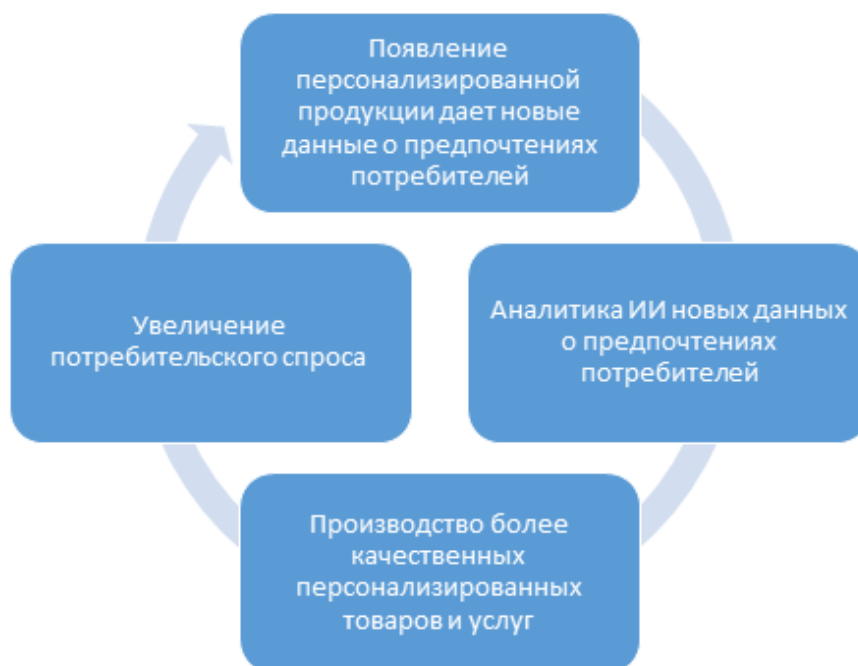 Появление
персонализированной
продукции дает новые
данные о предпочтениях
потребителей
Аналитика ИИ новых данных
о предпочтениях
потребителей
Производство более
качественных
персонализированных
товаров и услуг
Увеличение
потребительского спроса